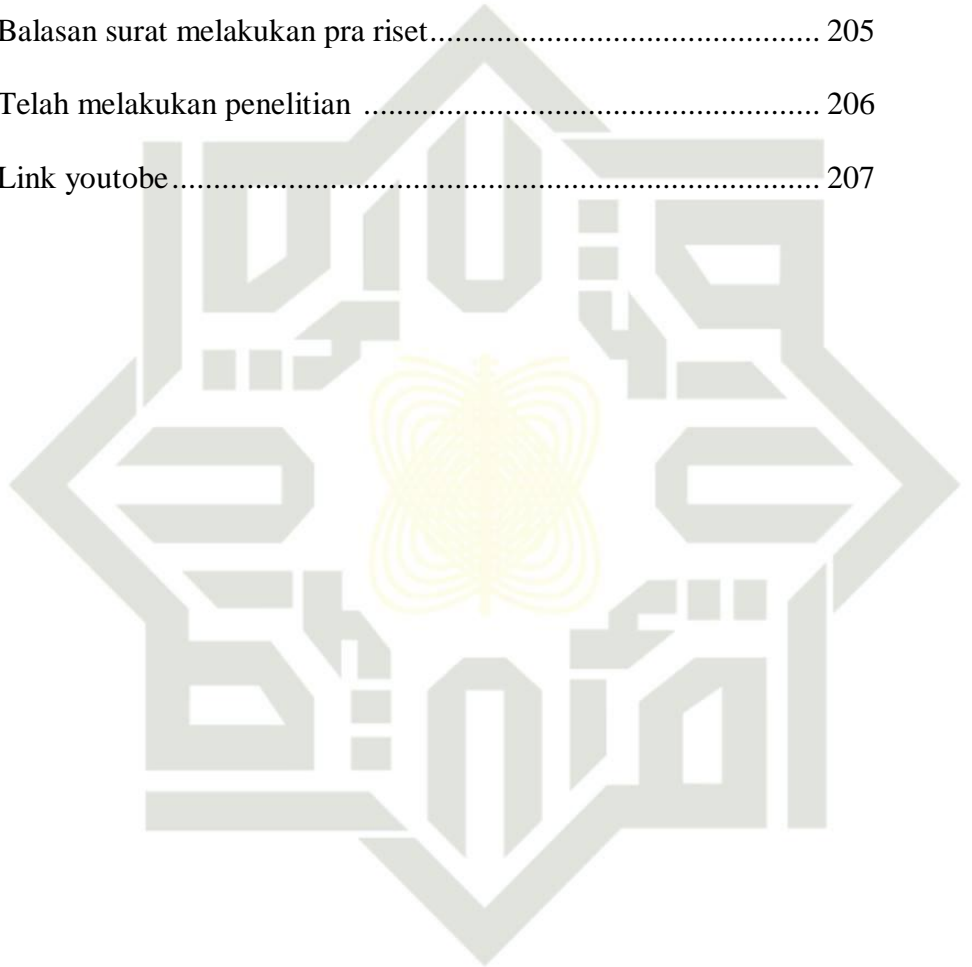 Balasan surat melakukan pra riset............................................... 205
Telah melakukan penelitian ....................................................... 206
Link youtobe.............................................................................. 207